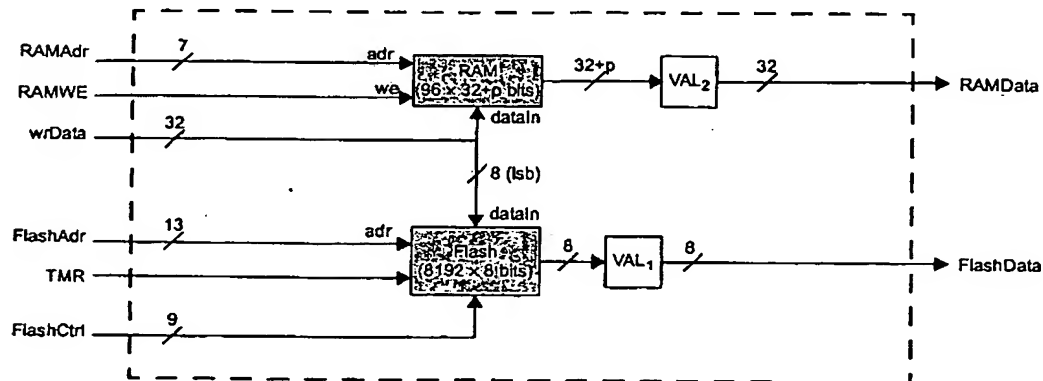 RAMAdr
7
adr
RAM
(96 × 32+p bits)
32+p
VAL2
32
RAMData
RAMWE
we
wrData
32
dataIn
8 (lsb)
dataIn
FlashAdr
13
adr
Flash
(8192 × 8 bits)
8
VAL1
8
FlashData
TMR
FlashCtrl
9